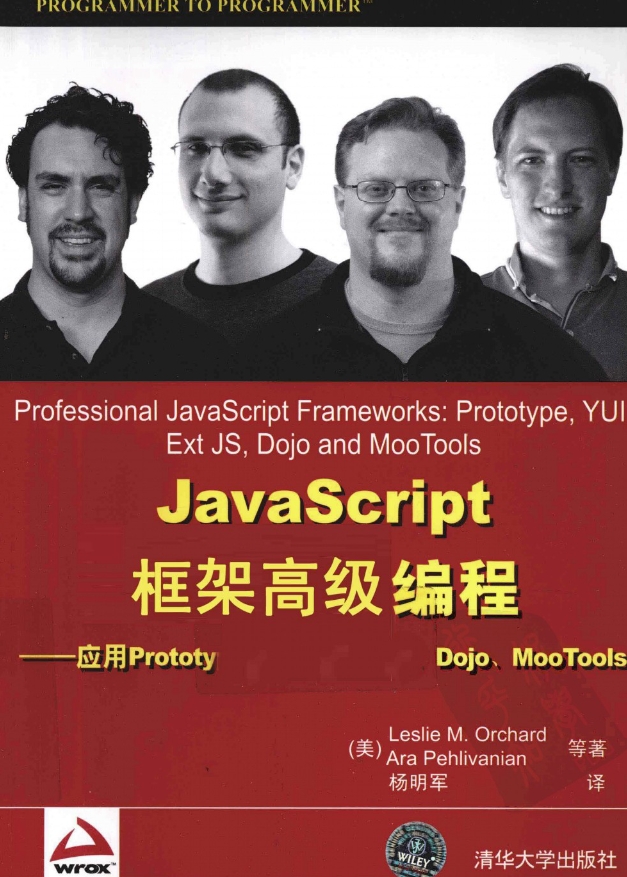 PROGRAMMER TO PROGRAMMER™
Professional JavaScript Frameworks: Prototype, YUI
Ext JS, Dojo and MooTools
JavaScript
框架高级编程
——应用Prototy
Dojo、MooTools
(美) Leslie M. Orchard
Ara Pehlivanian 等著
杨明军 译
wrox™
WILEY
清华大学出版社